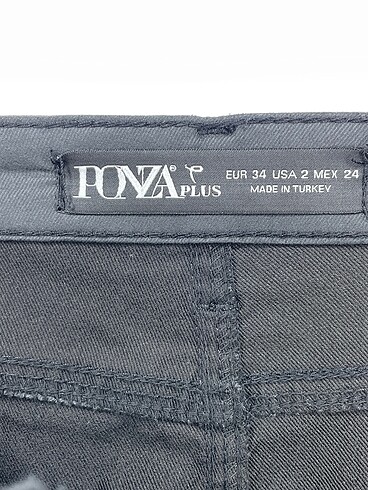 PONZA® PLUS
EUR 34 USA 2 MEX 24
MADE IN TURKEY